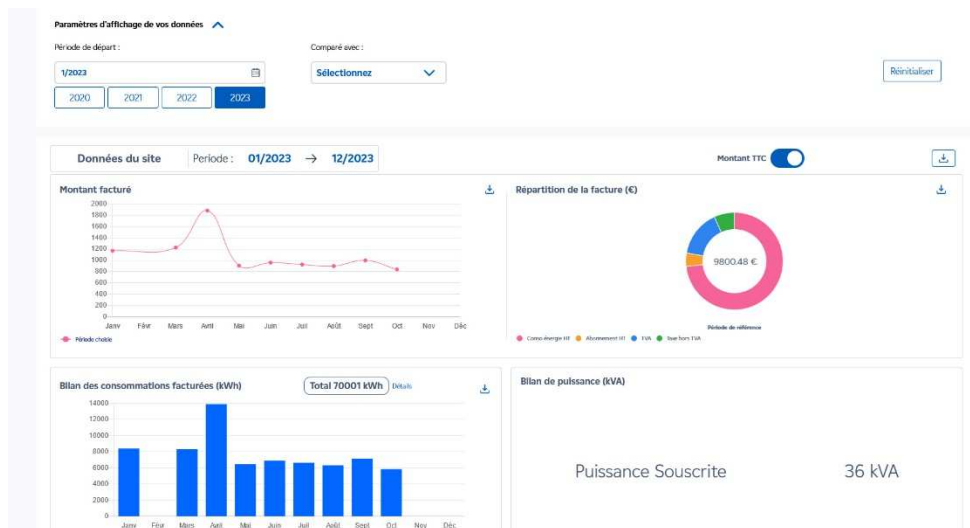 Paramètres d'affichage de vos données
Période de départ :
Comparé avec :
1/2023
Sélectionnez
Réinitialiser
2020 2021 2022 2023
Données du site Période : 01/2023 → 12/2023
Montant TTC
Montant facturé
2000
1800
1600
1400
1200
1000
800
600
400
200
0
Janv Févr Mars Avril Mai Juin Juil Août Sept Oct Nov Déc
Période choisie
Répartition de la facture (€)
9800.48 €
Période de référence
Conso énergie HT Abonnement HT TVA Taxe hors TVA
Bilan des consommations facturées (kWh)
Total 70001 kWh
Détails
14000
12000
10000
8000
6000
4000
2000
0
Janv Févr Mars Avril Mai Juin Juil Août Sept Oct Nov Déc
Bilan de puissance (kVA)
Puissance Souscrite 36 kVA